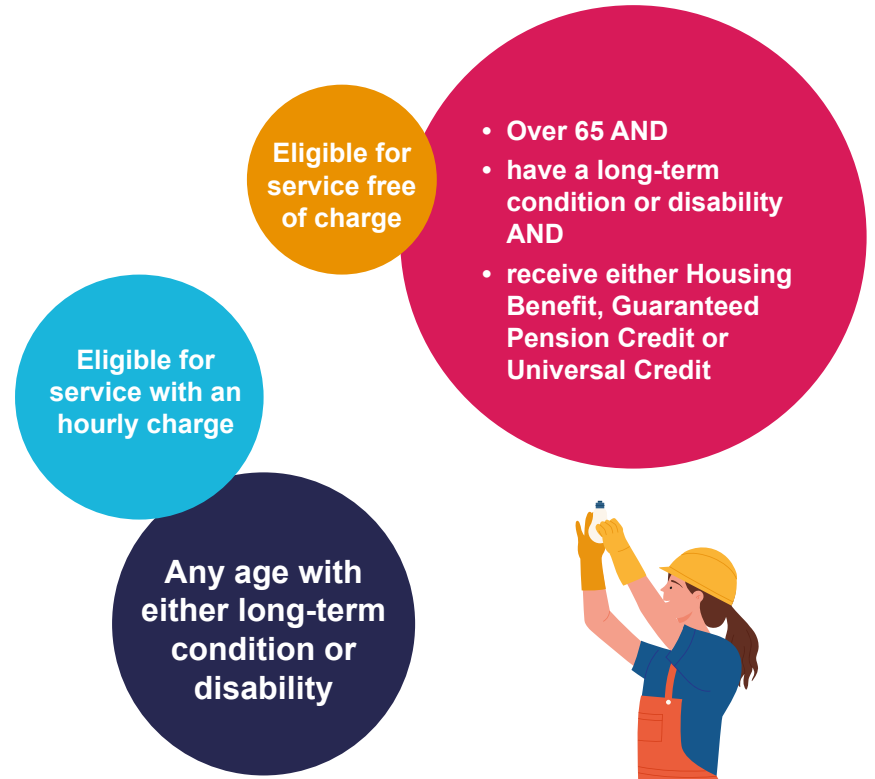 Eligible for
service free
of charge
• Over 65 AND
• have a long-term
condition or disability
AND
• receive either Housing
Benefit, Guaranteed
Pension Credit or
Universal Credit
Eligible for
service with an
hourly charge
Any age with
either long-term
condition or
disability